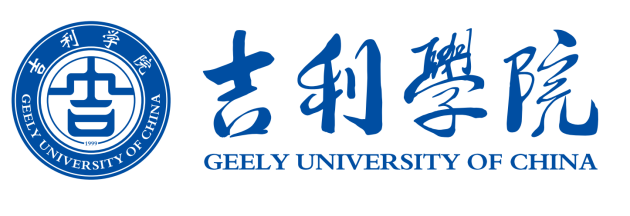 吉利学院
GEELY UNIVERSITY OF CHINA
1999
吉利學院
GEELY UNIVERSITY OF CHINA